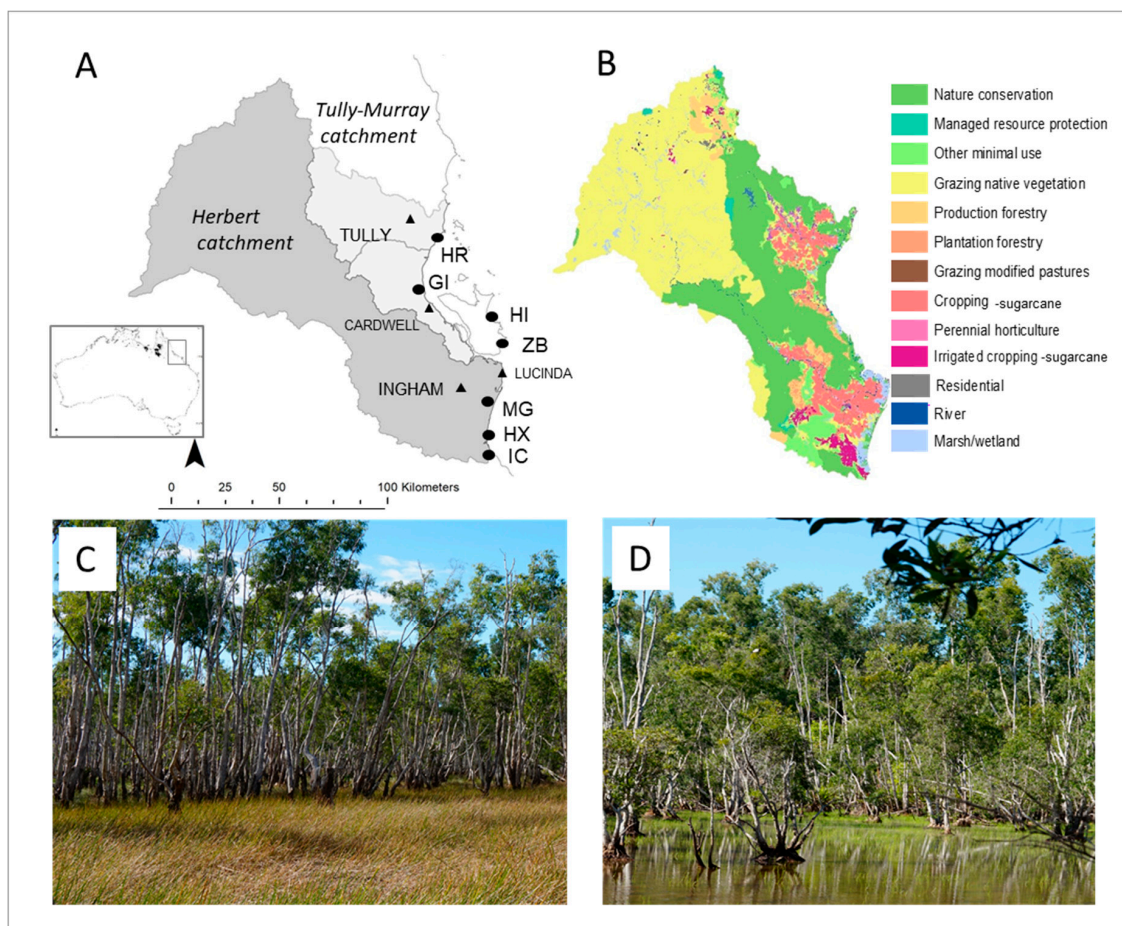 A
Tully-Murray
catchment
Herbert
catchment
TULLY
HR
GI
CARDWELL
HI
ZB
LUCINDA
INGHAM
MG
HX
IC
0 25 50 100 Kilometers
B
Nature conservation
Managed resource protection
Other minimal use
Grazing native vegetation
Production forestry
Plantation forestry
Grazing modified pastures
Cropping -sugarcane
Perennial horticulture
Irrigated cropping -sugarcane
Residential
River
Marsh/wetland
C
D